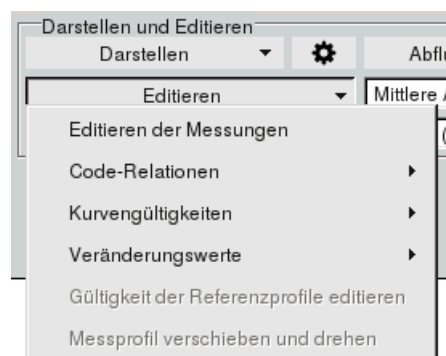 Darstellen und Editieren
Darstellen
Editieren
Mittlere
Editieren der Messungen
Code-Relationen
Kurvengültigkeiten
Veränderungswerte
Gültigkeit der Referenzprofile editieren
Messprofil verschieben und drehen